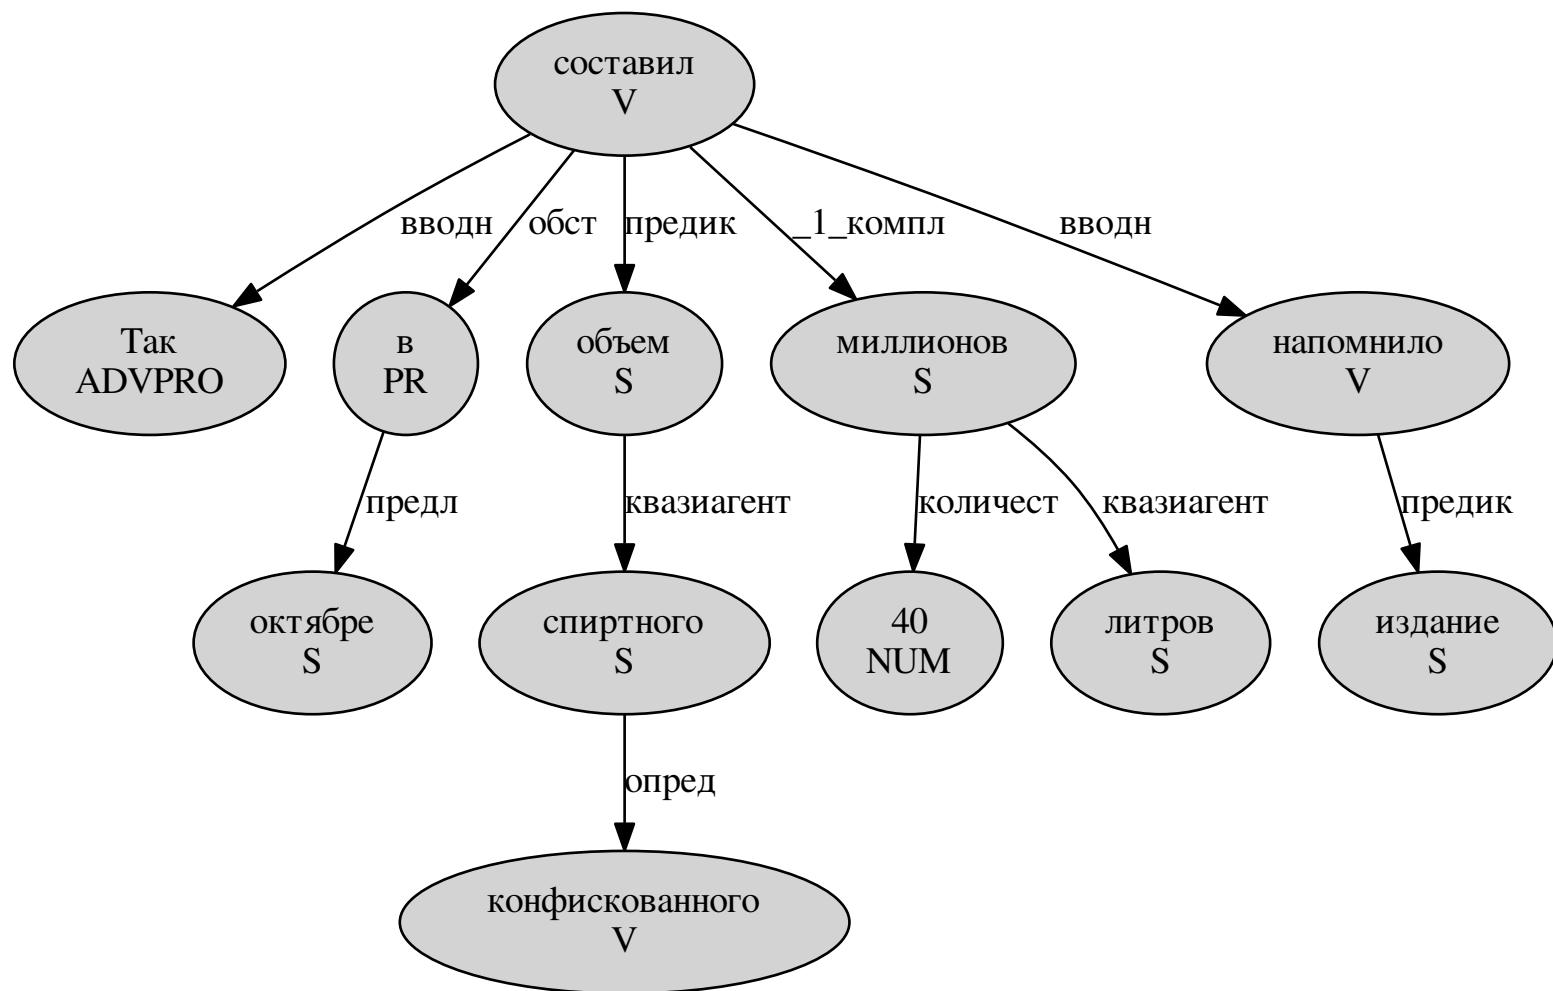 составил
V
вводн
обст
предик
_1_компл
вводн
Так
ADVPRO
в
PR
объем
S
миллионов
S
напомнило
V
предл
квазиагент
количест
квазиагент
предик
октябре
S
спиртного
S
40
NUM
литров
S
издание
S
опред
конфискованного
V